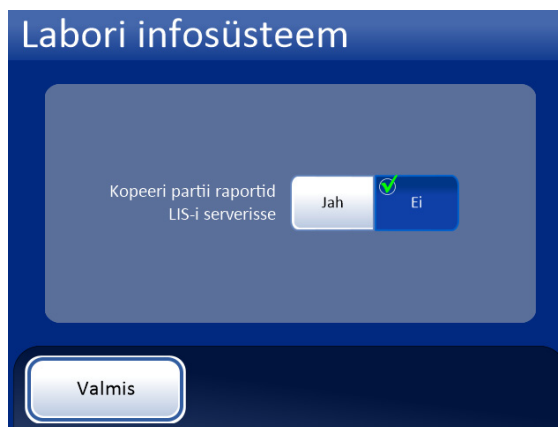 Labori infosüsteem
Kopeeri partii raportid
LIS-i serverisse
Jah
Ei
Valmis